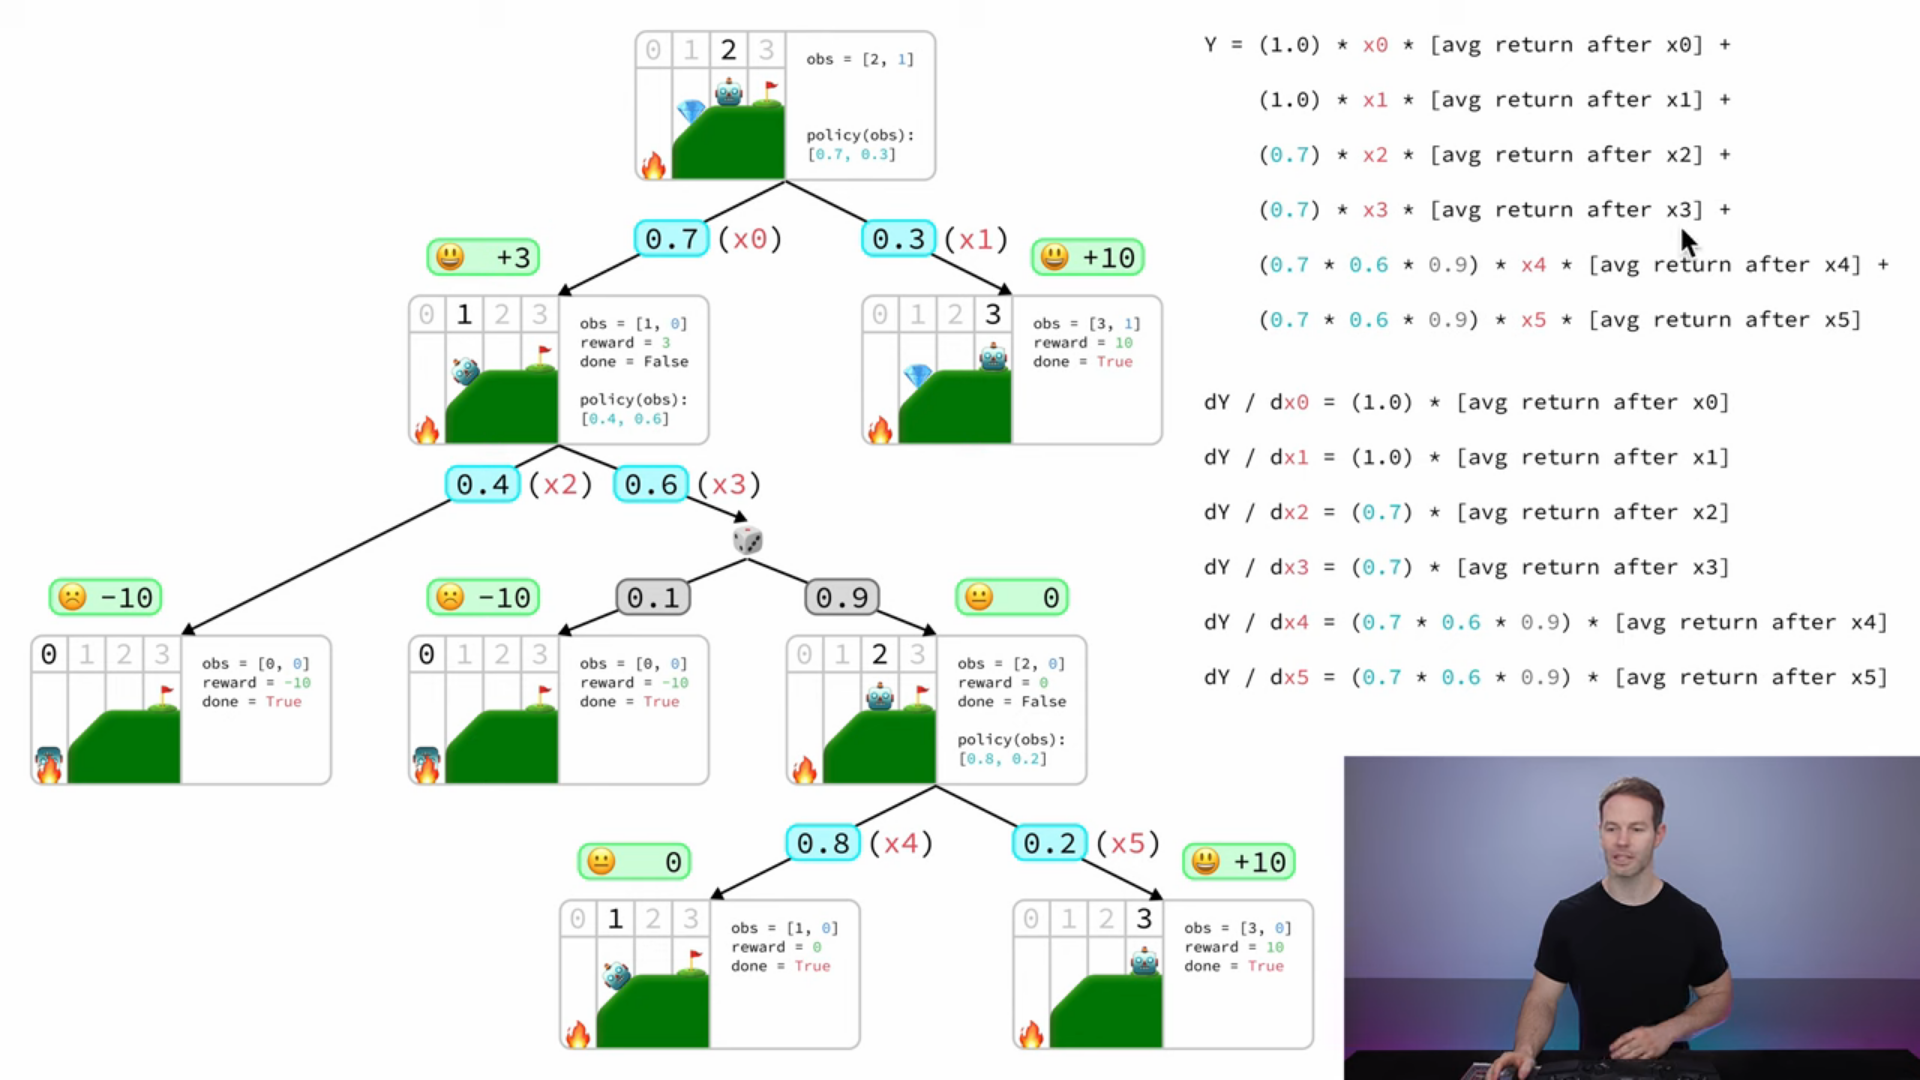 0 1 2 3
obs = [2, 1]
policy(obs):
[0.7, 0.3]
0.7 (x0)
0.3 (x1)
+3
+10
0 1 2 3
obs = [1, 0]
reward = 3
done = False
policy(obs):
[0.4, 0.6]
0 1 2 3
obs = [3, 1]
reward = 10
done = True
0.4 (x2)
0.6 (x3)
-10
-10
0.1
0.9
0
0 1 2 3
obs = [0, 0]
reward = -10
done = True
0 1 2 3
obs = [0, 0]
reward = -10
done = True
0 1 2 3
obs = [2, 0]
reward = 0
done = False
policy(obs):
[0.8, 0.2]
0
0.8 (x4)
0.2 (x5)
+10
0 1 2 3
obs = [1, 0]
reward = 0
done = True
0 1 2 3
obs = [3, 0]
reward = 10
done = True
Y = (1.0) * x0 * [avg return after x0] +
(1.0) * x1 * [avg return after x1] +
(0.7) * x2 * [avg return after x2] +
(0.7) * x3 * [avg return after x3] +
(0.7 * 0.6 * 0.9) * x4 * [avg return after x4] +
(0.7 * 0.6 * 0.9) * x5 * [avg return after x5]
dY / dx0 = (1.0) * [avg return after x0]
dY / dx1 = (1.0) * [avg return after x1]
dY / dx2 = (0.7) * [avg return after x2]
dY / dx3 = (0.7) * [avg return after x3]
dY / dx4 = (0.7 * 0.6 * 0.9) * [avg return after x4]
dY / dx5 = (0.7 * 0.6 * 0.9) * [avg return after x5]